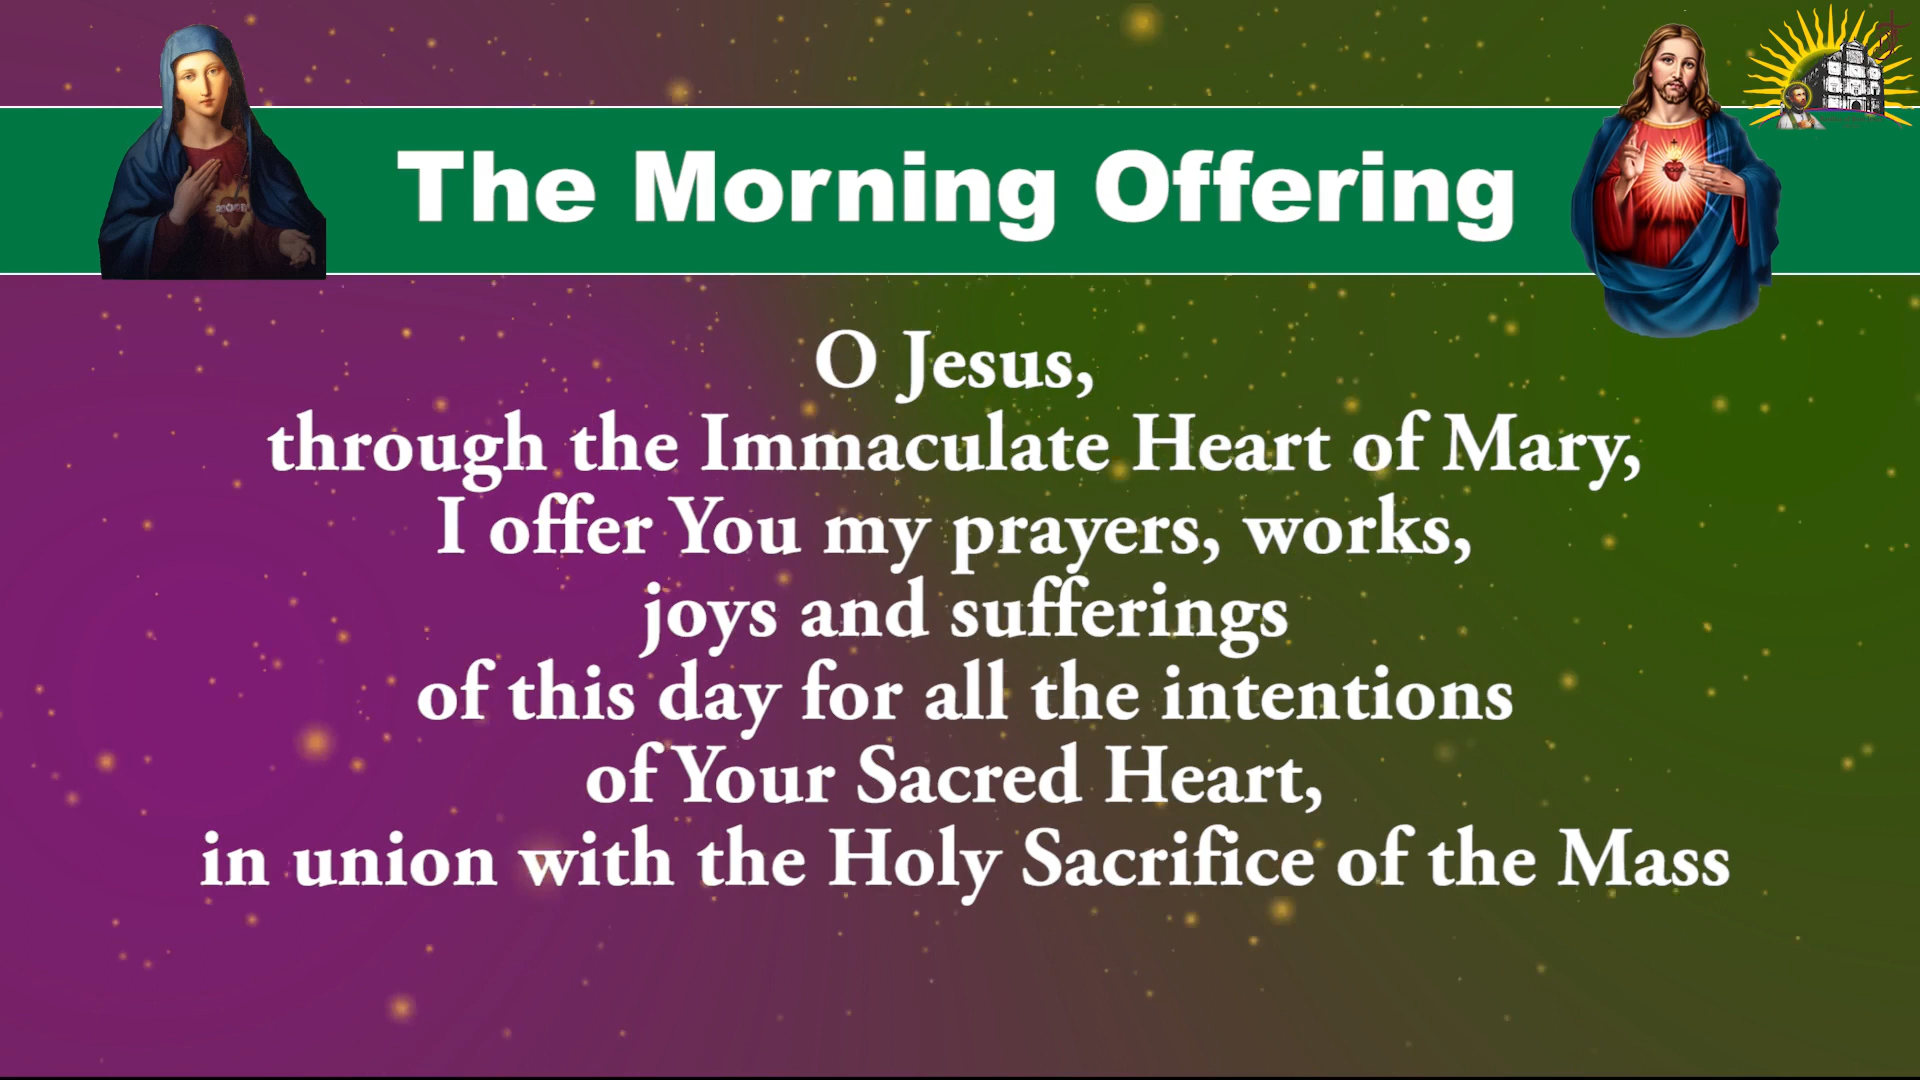 The Morning Offering
O Jesus,
through the Immaculate Heart of Mary,
I offer You my prayers, works,
joys and sufferings
of this day for all the intentions
of Your Sacred Heart,
in union with the Holy Sacrifice of the Mass